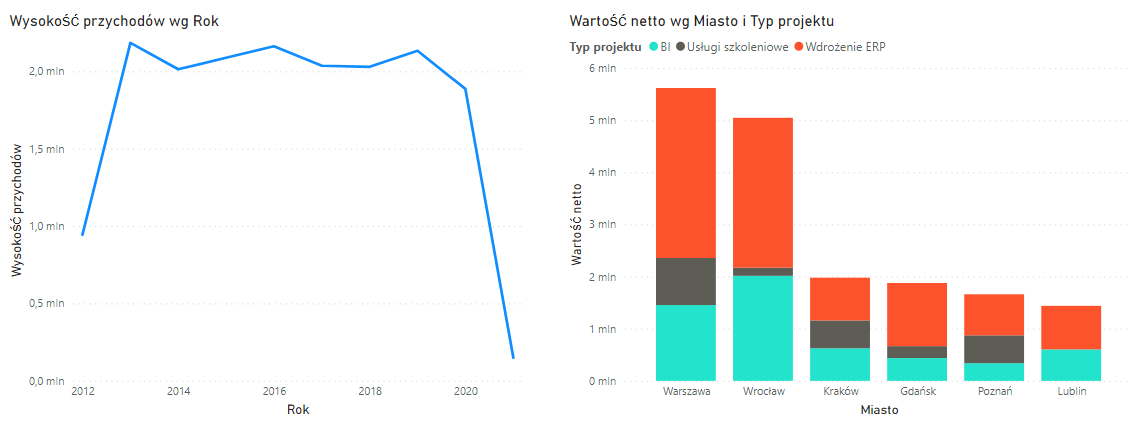 Wysokość przychodów wg Rok
Wysokość przychodów
2,0 mln
1,5 mln
1,0 mln
0,5 mln
0,0 mln
2012 2014 2016 2018 2020
Rok
Wartość netto wg Miasto i Typ projektu
Typ projektu BI Usługi szkoleniowe Wdrożenie ERP
Wartość netto
6 mln
5 mln
4 mln
3 mln
2 mln
1 mln
0 mln
Warszawa Wrocław Kraków Gdańsk Poznań Lublin
Miasto